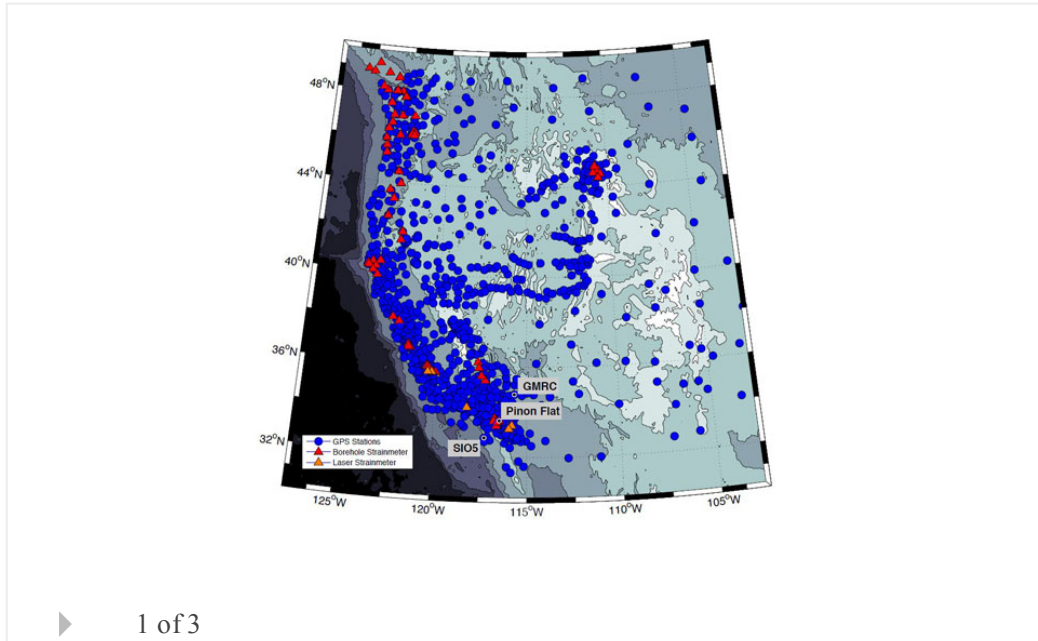 48°N
44°N
40°N
36°N
32°N
GMRC
Pinon Flat
SIO5
GPS Stations
Borehole Strainmeter
Laser Strainmeter
125°W
120°W
115°W
110°W
105°W
1 of 3